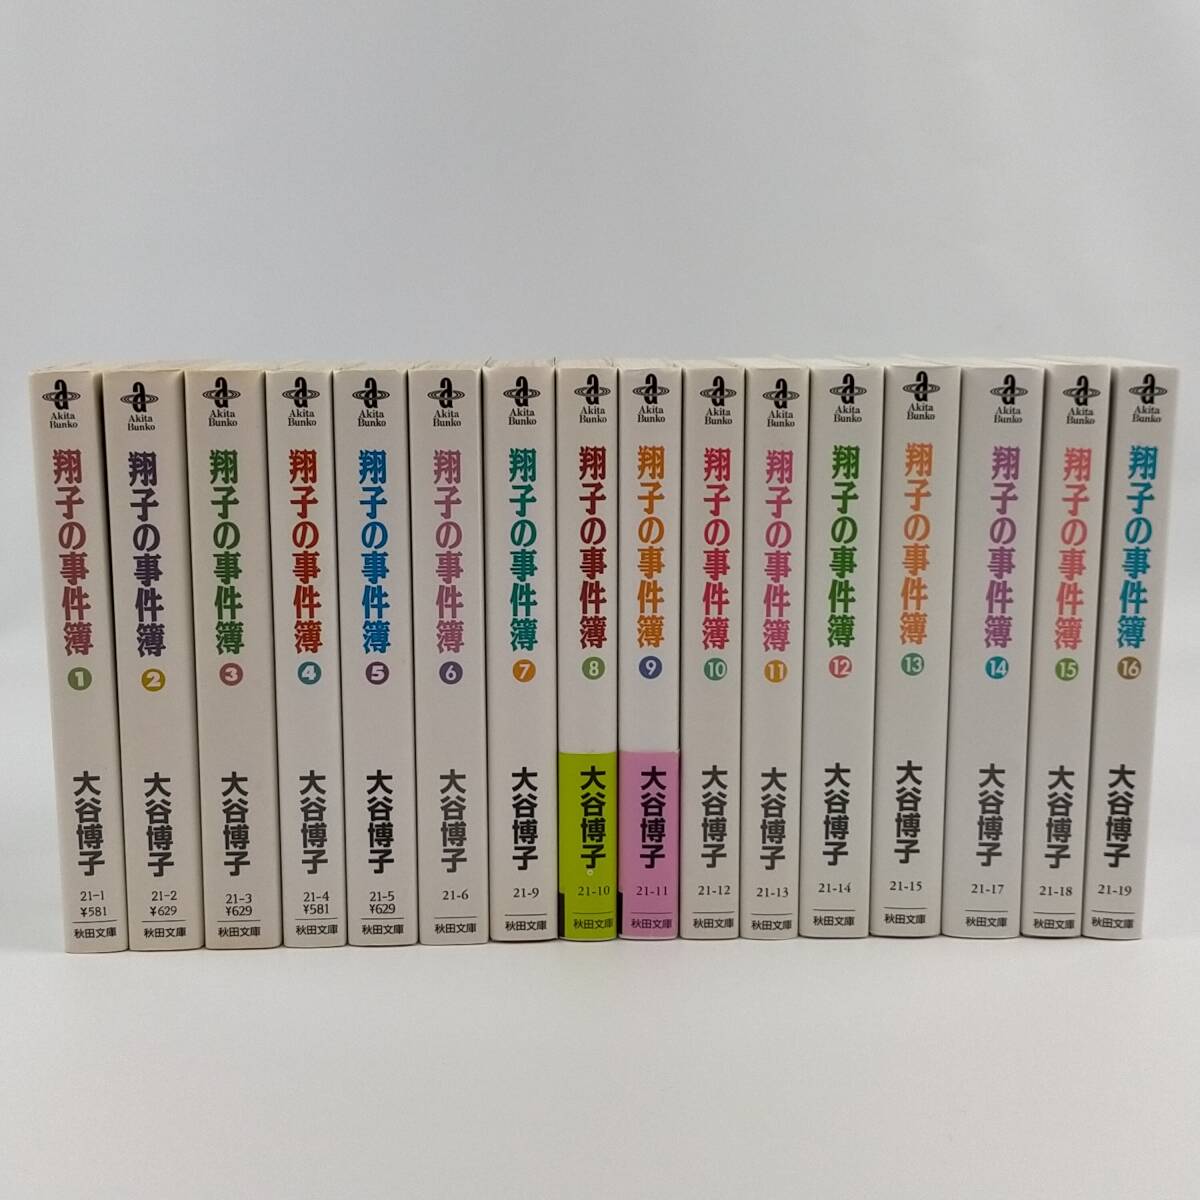 a
Akita
Bunko
翔子の事件簿
1
大谷博子
21-1
¥581
秋田文庫
a
Akita
Bunko
翔子の事件簿
2
大谷博子
21-2
¥629
秋田文庫
a
Akita
Bunko
翔子の事件簿
3
大谷博子
21-3
¥629
秋田文庫
a
Akita
Bunko
翔子の事件簿
4
大谷博子
21-4
¥581
秋田文庫
a
Akita
Bunko
翔子の事件簿
5
大谷博子
21-5
¥629
秋田文庫
a
Akita
Bunko
翔子の事件簿
6
大谷博子
21-6
秋田文庫
a
Akita
Bunko
翔子の事件簿
7
大谷博子
21-9
秋田文庫
a
Akita
Bunko
翔子の事件簿
8
大谷博子
21-10
秋田文庫
a
Akita
Bunko
翔子の事件簿
9
大谷博子
21-11
秋田文庫
a
Akita
Bunko
翔子の事件簿
10
大谷博子
21-12
秋田文庫
a
Akita
Bunko
翔子の事件簿
11
大谷博子
21-13
秋田文庫
a
Akita
Bunko
翔子の事件簿
12
大谷博子
21-14
秋田文庫
a
Akita
Bunko
翔子の事件簿
13
大谷博子
21-15
秋田文庫
a
Akita
Bunko
翔子の事件簿
14
大谷博子
21-17
秋田文庫
a
Akita
Bunko
翔子の事件簿
15
大谷博子
21-18
秋田文庫
a
Akita
Bunko
翔子の事件簿
16
大谷博子
21-19
秋田文庫